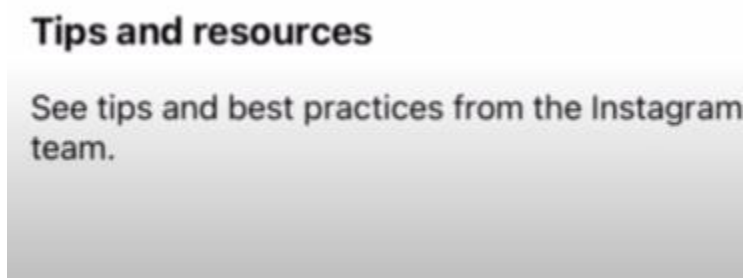 Tips and resources
See tips and best practices from the Instagram
team.